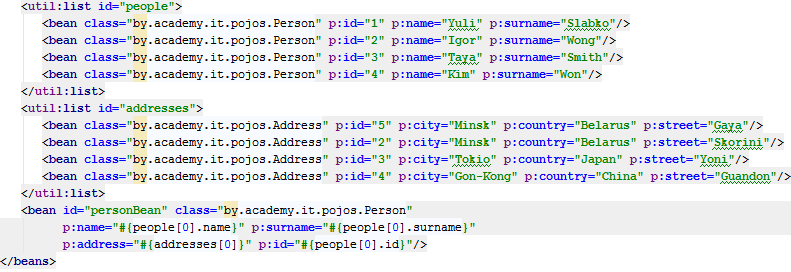 <util:list id="people">
<bean class="by.academy.it.pojos.Person" p:id="1" p:name="Yuli" p:surname="Slabko"/>
<bean class="by.academy.it.pojos.Person" p:id="2" p:name="Igor" p:surname="Wong"/>
<bean class="by.academy.it.pojos.Person" p:id="3" p:name="Taya" p:surname="Smith"/>
<bean class="by.academy.it.pojos.Person" p:id="4" p:name="Kim" p:surname="Won"/>
</util:list>
<util:list id="addresses">
<bean class="by.academy.it.pojos.Address" p:id="5" p:city="Minsk" p:country="Belarus" p:street="Gaya"/>
<bean class="by.academy.it.pojos.Address" p:id="2" p:city="Minsk" p:country="Belarus" p:street="Skorini"/>
<bean class="by.academy.it.pojos.Address" p:id="3" p:city="Tokio" p:country="Japan" p:street="Yoni"/>
<bean class="by.academy.it.pojos.Address" p:id="4" p:city="Gon-Kong" p:country="China" p:street="Guandon"/>
</util:list>
<bean id="personBean" class="by.academy.it.pojos.Person"
p:name="#{people[0].name}" p:surname="#{people[0].surname}"
p:address="#{addresses[0]}" p:id="#{people[0].id}"/>
</beans>